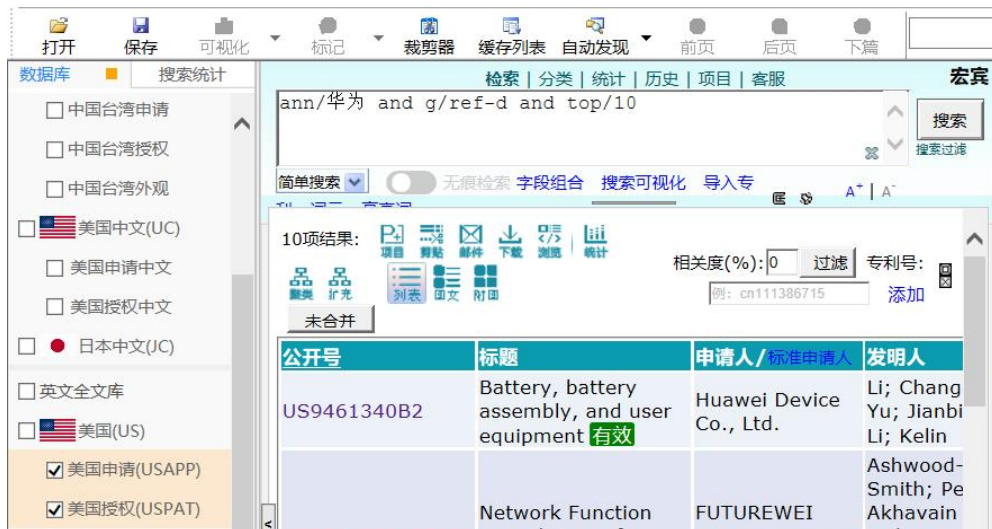 打开 保存 可视化 标记 裁剪器 缓存列表 自动发现 前页 后页 下篇
数据库 搜索统计
检索 | 分类 | 统计 | 历史 | 项目 | 客服
宏宾
ann/华为 and g/ref-d and top/10
搜索
搜索过滤
简单搜索 无痕检索 字段组合 搜索可视化 导入专
A+ | A-
中国台湾申请
中国台湾授权
中国台湾外观
美国中文(UC)
美国申请中文
美国授权中文
日本中文(JC)
英文全文库
美国(US)
美国申请(USAPP)
美国授权(USPAT)
10项结果:
项目 剪贴 邮件 下载 浏览 统计
聚类 扩充 列表 图文 附图
相关度(%): 0 过滤 专利号:
例: cn111386715 添加
未合并
公开号 标题 申请人/标准申请人 发明人
US9461340B2
Battery, battery
assembly, and user
equipment 有效
Huawei Device
Co., Ltd.
Li; Chang
Yu; Jianbi
Li; Kelin
Network Function
FUTUREWEI
Ashwood-
Smith; Pe
Akhavain